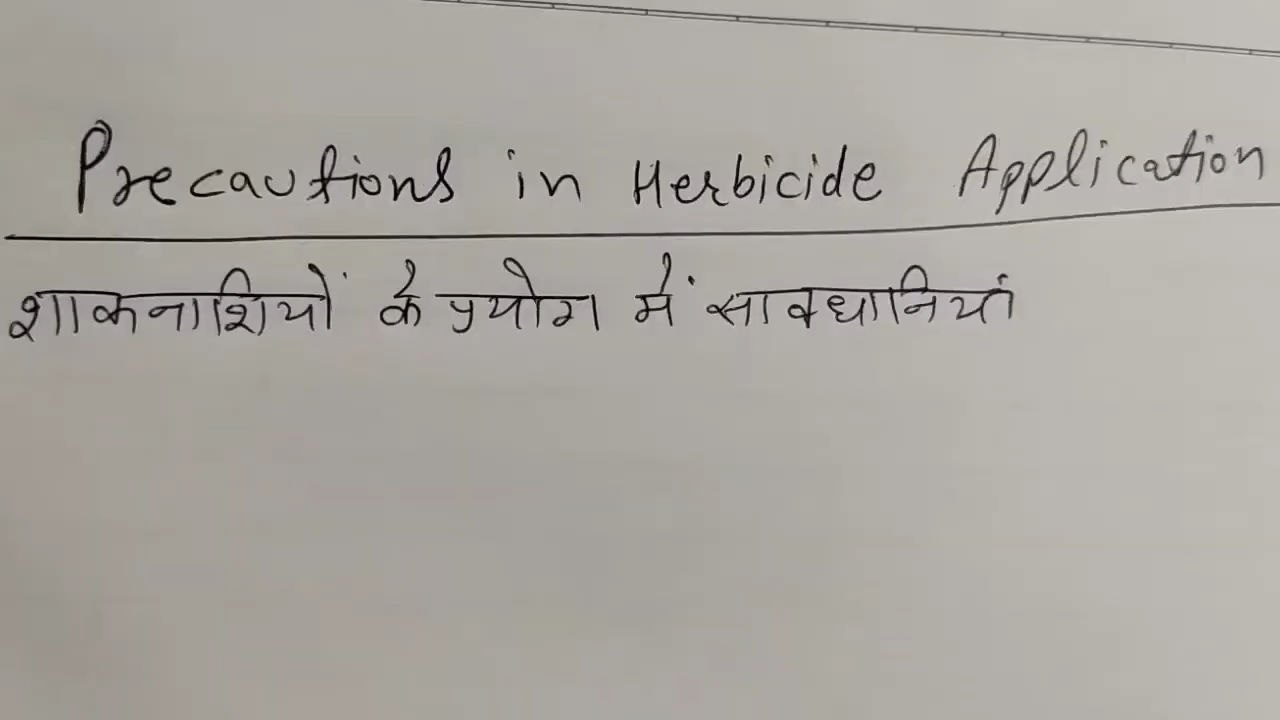 Precautions in Herbicide Application
शाकनाशियों के प्रयोग में सावधानियां